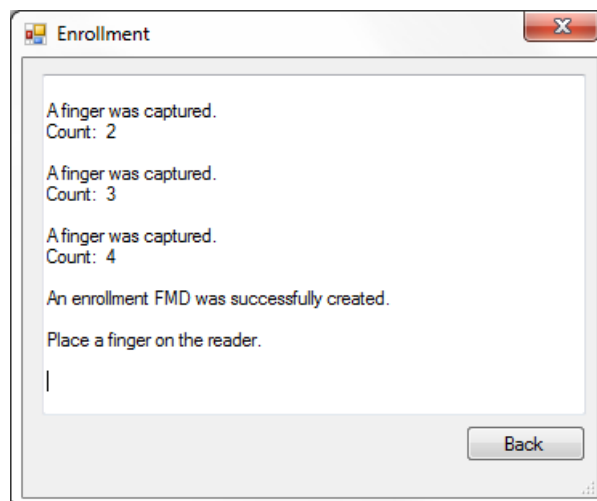 Enrollment
A finger was captured.
Count: 2
A finger was captured.
Count: 3
A finger was captured.
Count: 4
An enrollment FMD was successfully created.
Place a finger on the reader.
Back